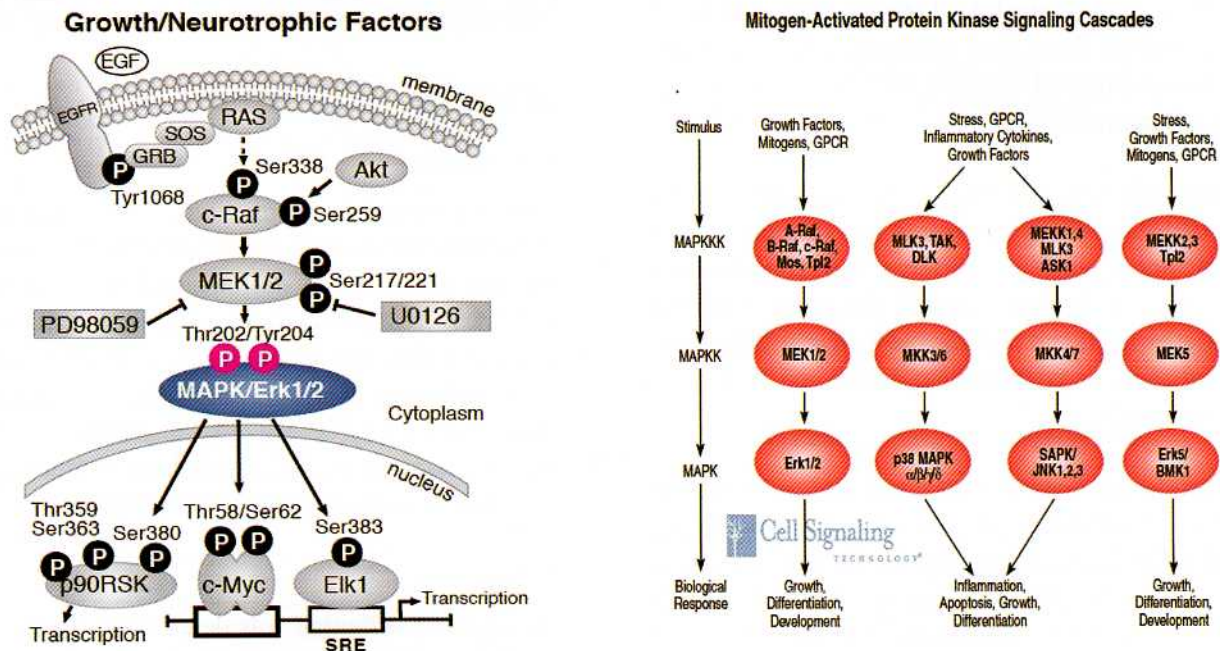 Growth/Neurotrophic Factors
EGF
membrane
EGFR
RAS
SOS
GRB
P
Tyr1068
Ser338
P
Akt
c-Raf
P
Ser259
MEK1/2
P
P
Ser217/221
PD98059
U0126
Thr202/Tyr204
P
P
MAPK/Erk1/2
Cytoplasm
nucleus
Thr359
Ser363
Ser380
P
P
P
p90RSK
Transcription
Thr58/Ser62
P
P
c-Myc
Ser383
P
Elk1
Transcription
SRE
Mitogen-Activated Protein Kinase Signaling Cascades
Stimulus
Growth Factors,
Mitogens, GPCR
Stress, GPCR,
Inflammatory Cytokines,
Growth Factors
Stress,
Growth Factors,
Mitogens, GPCR
MAPKKK
A-Raf,
B-Raf, c-Raf,
Mos, Tpl2
MLK3, TAK,
DLK
MEKK1,4
MLK3
ASK1
MEKK2,3
Tpl2
MAPKK
MEK1/2
MKK3/6
MKK4/7
MEK5
MAPK
Erk1/2
p38 MAPK
α/β/γ/δ
SAPK/
JNK1,2,3
Erk5/
BMK1
Cell Signaling
TECHNOLOGY®
Biological
Response
Growth,
Differentiation,
Development
Inflammation,
Apoptosis, Growth,
Differentiation
Growth,
Differentiation,
Development